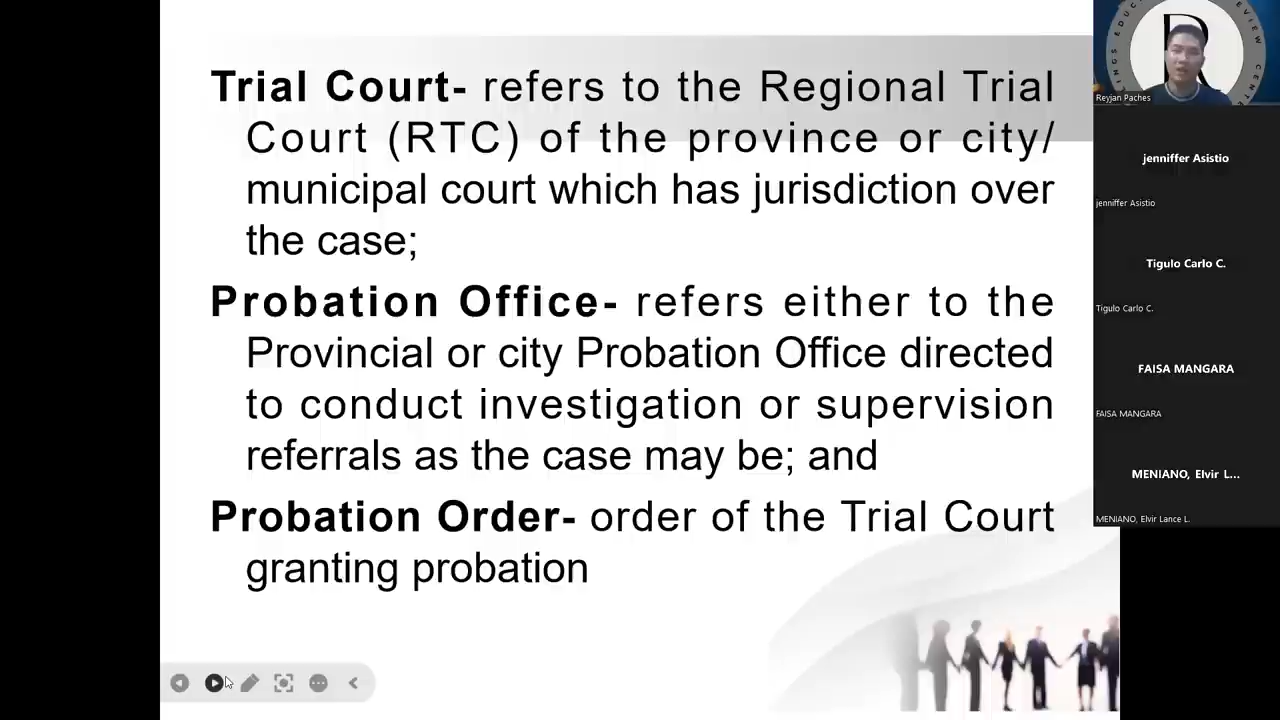 Trial Court- refers to the Regional Trial
Court (RTC) of the province or city/
municipal court which has jurisdiction over
the case;
Probation Office- refers either to the
Provincial or city Probation Office directed
to conduct investigation or supervision
referrals as the case may be; and
Probation Order- order of the Trial Court
granting probation
R
Reyjan Paches
jenniffer Asistio
jenniffer Asistio
Tigulo Carlo C.
Tigulo Carlo C.
FAISA MANGARA
FAISA MANGARA
MENIANO, Elvir L...
MENIANO, Elvir Lance L.